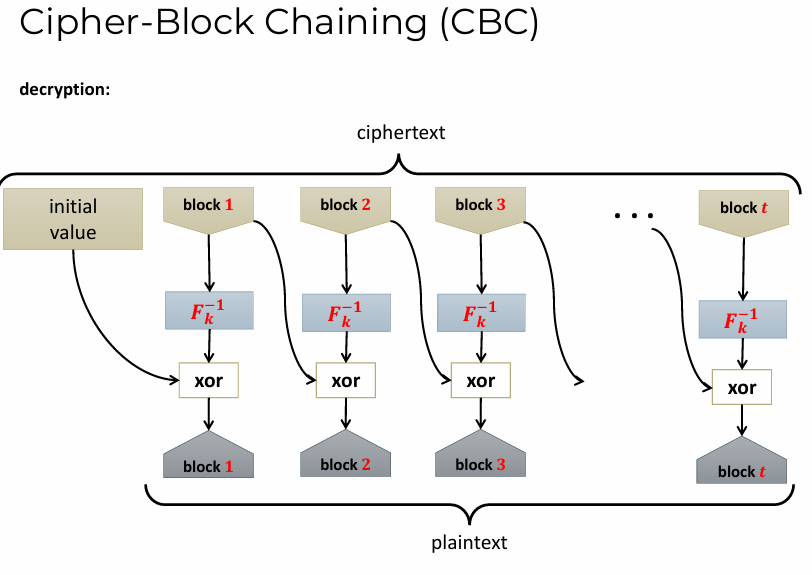 Cipher-Block Chaining (CBC)
decryption:
ciphertext
initial
value
block 1
block 2
block 3
. . .
block t
F_k^{-1}
F_k^{-1}
F_k^{-1}
F_k^{-1}
xor
xor
xor
xor
block 1
block 2
block 3
block t
plaintext